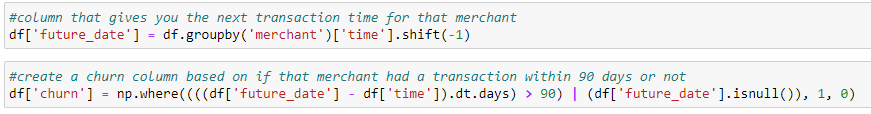 #column that gives you the next transaction time for that merchant
df['future_date'] = df.groupby('merchant')['time'].shift(-1)
#create a churn column based on if that merchant had a transaction within 90 days or not
df['churn'] = np.where((((df['future_date'] - df['time']).dt.days) > 90) | (df['future_date'].isnull()), 1, 0)